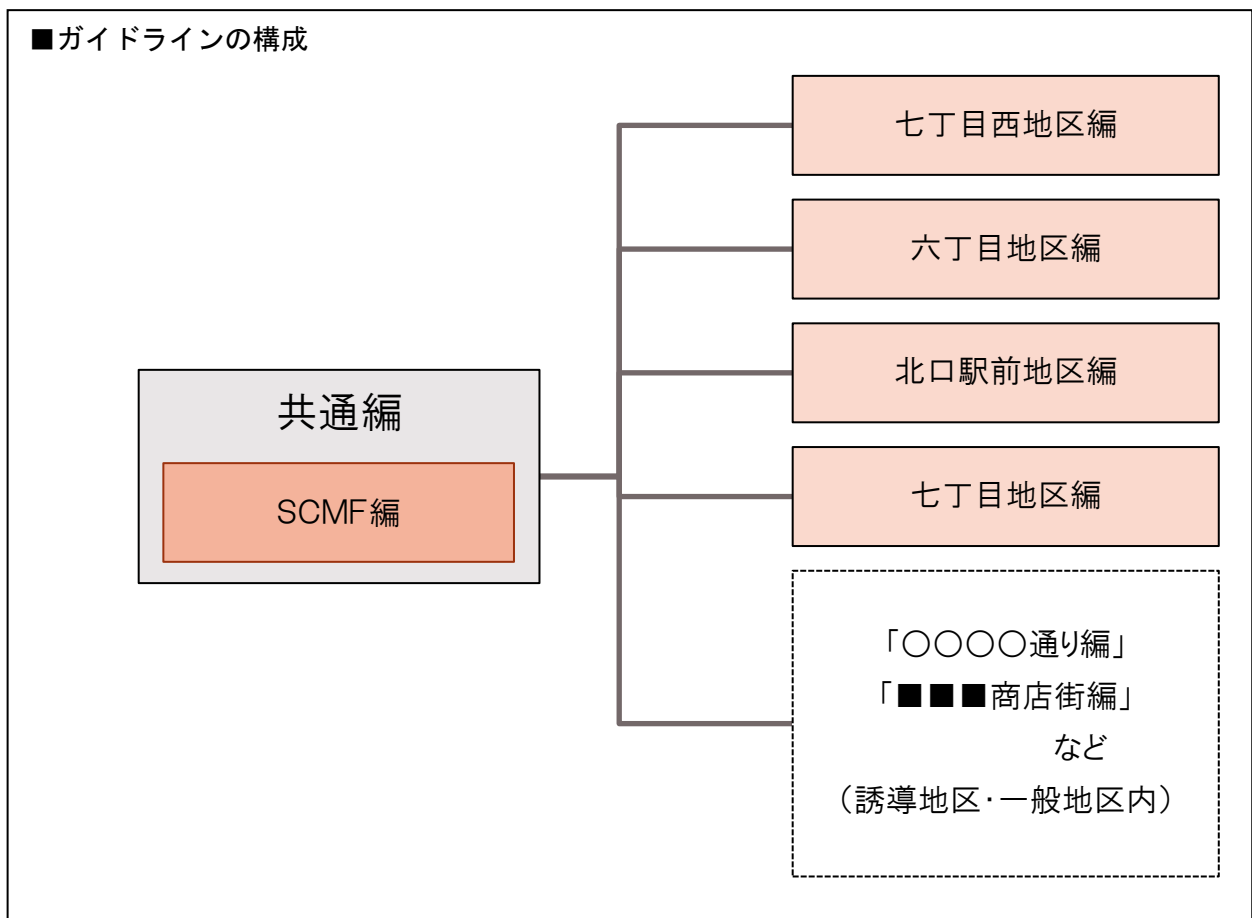 ■ガイドラインの構成
七丁目西地区編
六丁目地区編
北口駅前地区編
共通編
SCMF編
七丁目地区編
「○○○○通り編」
「■■■商店街編」
など
（誘導地区・一般地区内）